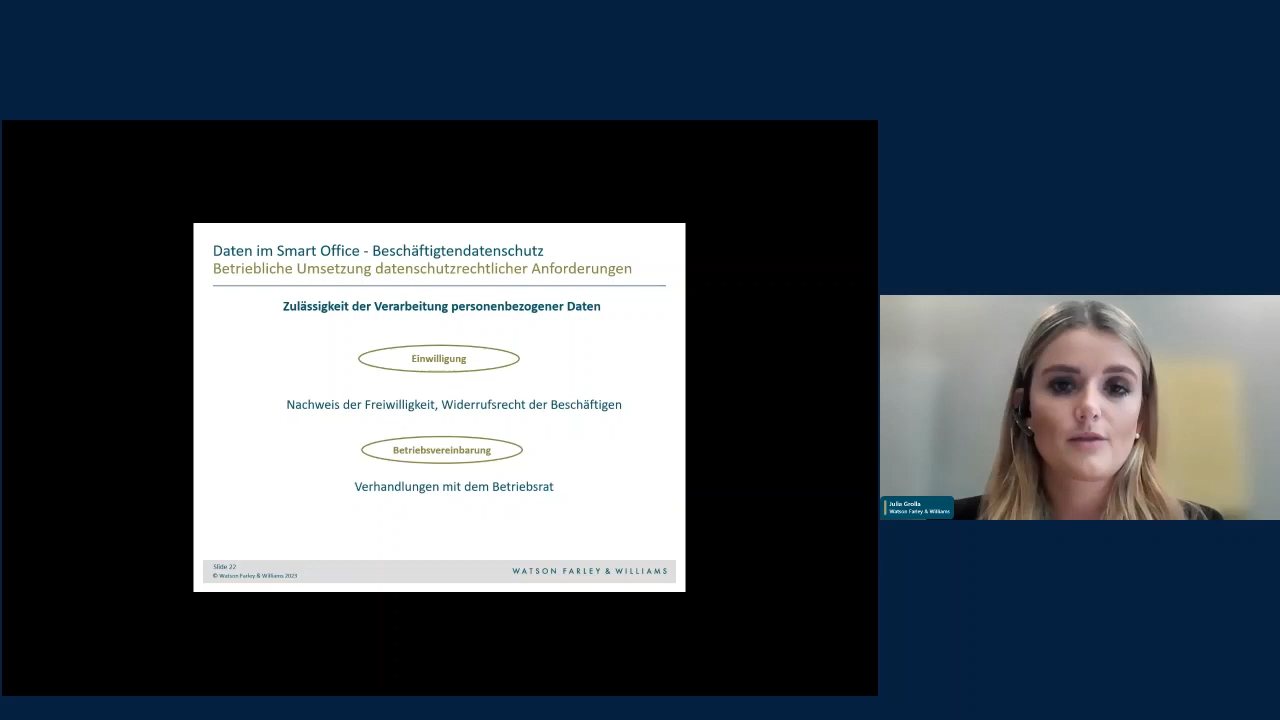 Daten im Smart Office - Beschäftigtendatenschutz
Betriebliche Umsetzung datenschutzrechtlicher Anforderungen
Zulässigkeit der Verarbeitung personenbezogener Daten
Einwilligung
Nachweis der Freiwilligkeit, Widerrufsrecht der Beschäftigen
Betriebsvereinbarung
Verhandlungen mit dem Betriebsrat
Slide 22
© Watson Farley & Williams 2023
WATSON FARLEY & WILLIAMS
Julia Grolla
Watson Farley & Williams